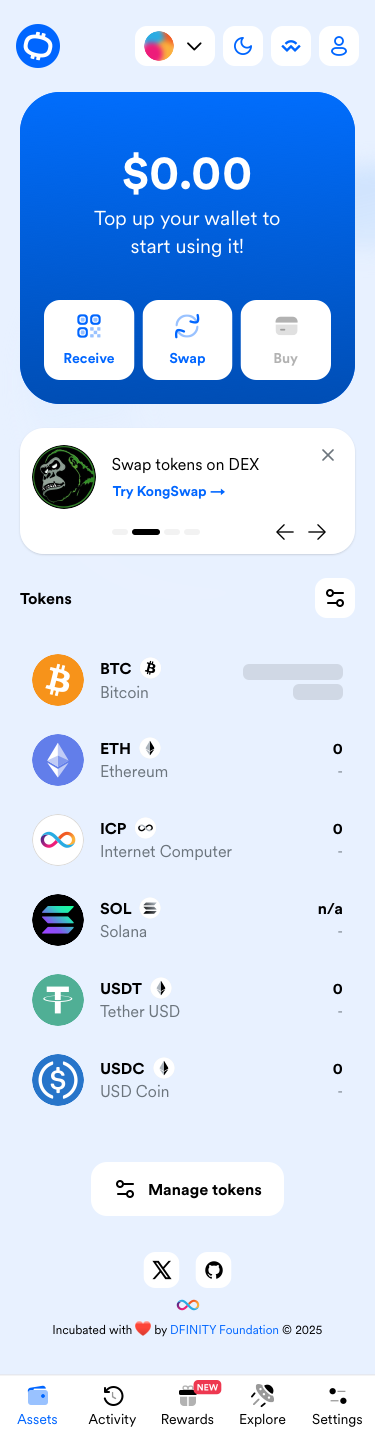 $0.00
Top up your wallet to
start using it!
Receive
Swap
Buy
Swap tokens on DEX
Try KongSwap →
Tokens
BTC
Bitcoin
ETH
0
Ethereum
-
ICP
0
Internet Computer
-
SOL
n/a
Solana
-
USDT
0
Tether USD
-
USDC
0
USD Coin
-
Manage tokens
Incubated with ❤️ by DFINITY Foundation © 2025
NEW
Assets
Activity
Rewards
Explore
Settings